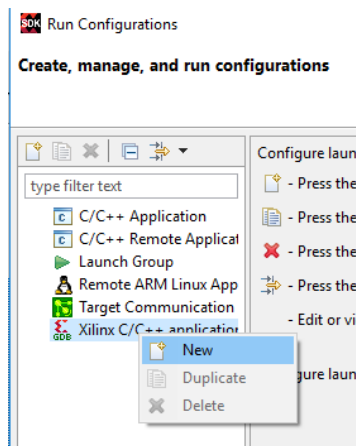 SDK Run Configurations
Create, manage, and run configurations
Configure laun
type filter text
- Press the
C/C++ Application
- Press the
C/C++ Remote Applicat
- Press the
Launch Group
Remote ARM Linux App
- Press the
Target Communication
- Edit or vi
GDB Xilinx C/C++ application
New
Duplicate
gure laun
Delete